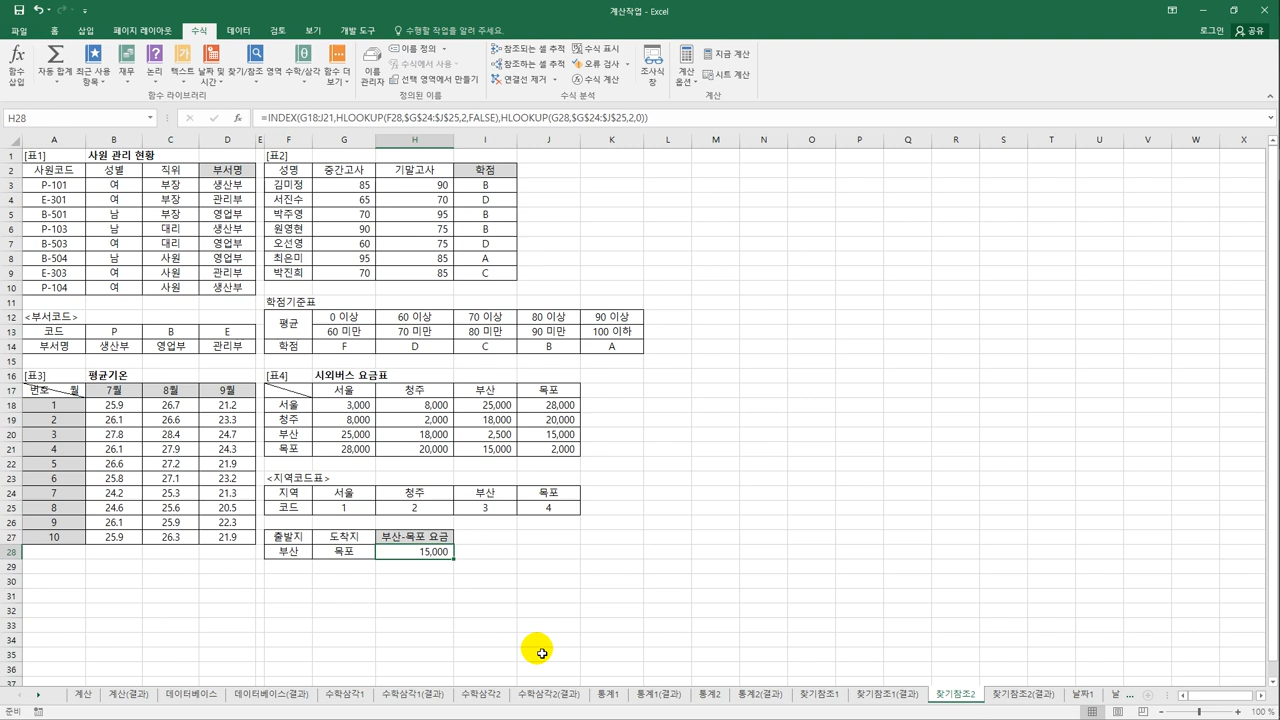 계산작업 - Excel
파일 홈 삽입 페이지 레이아웃 수식 데이터 검토 보기 개발 도구 수행할 작업을 알려 주세요. 로그인 공유
함수 삽입 자동 합계 최근 사용 항목 재무 논리 텍스트 날짜 및 시간 찾기/참조 영역 수학/삼각 함수 더 보기 이름 관리자 이름 정의 수식에서 사용 선택 영역에서 만들기 참조되는 셀 추적 참조하는 셀 추적 연결선 제거 수식 표시 오류 검사 수식 계산 조사식 창 계산 옵션 지금 계산 시트 계산
함수 라이브러리 정의된 이름 수식 분석 계산
H28 fx =INDEX(G18:J21,HLOOKUP(F28,$G$24:$J$25,2,FALSE),HLOOKUP(G28,$G$24:$J$25,2,0))
A B C D E F G H I J K L M N O P Q R S T U V W X
1 [표1] 사원 관리 현황 [표2]
2 사원코드 성별 직위 부서명 성명 중간고사 기말고사 학점
3 P-101 여 부장 생산부 김미정 85 90 B
4 E-301 여 부장 관리부 서진수 65 70 D
5 B-501 남 부장 영업부 박주영 70 95 B
6 P-103 남 대리 생산부 원영현 90 75 B
7 B-503 여 대리 영업부 오선영 60 75 D
8 B-504 남 사원 영업부 최은미 95 85 A
9 E-303 여 사원 관리부 박진희 70 85 C
10 P-104 여 사원 생산부
11 학점기준표
12 <부서코드> 평균 0 이상 60 이상 70 이상 80 이상 90 이상
13 코드 P B E 60 미만 70 미만 80 미만 90 미만 100 이하
14 부서명 생산부 영업부 관리부 학점 F D C B A
15
16 [표3] 평균기온 [표4] 시외버스 요금표
17 번호 월 7월 8월 9월 서울 청주 부산 목포
18 1 25.9 26.7 21.2 서울 3,000 8,000 25,000 28,000
19 2 26.1 26.6 23.3 청주 8,000 2,000 18,000 20,000
20 3 27.8 28.4 24.7 부산 25,000 18,000 2,500 15,000
21 4 26.1 27.9 24.3 목포 28,000 20,000 15,000 2,000
22 5 26.6 27.2 21.9
23 6 25.8 27.1 23.2 <지역코드표>
24 7 24.2 25.3 21.3 지역 서울 청주 부산 목포
25 8 24.6 25.6 20.5 코드 1 2 3 4
26 9 26.1 25.9 22.3
27 10 25.9 26.3 21.9 출발지 도착지 부산-목포 요금
28 부산 목포 15,000
29
30
31
32
33
34
35
36
37
계산 계산(결과) 데이터베이스 데이터베이스(결과) 수학삼각1 수학삼각1(결과) 수학삼각2 수학삼각2(결과) 통계1 통계1(결과) 통계2 통계2(결과) 찾기참조1 찾기참조1(결과) 찾기참조2 찾기참조2(결과) 날짜1 날 ...
준비 100 %